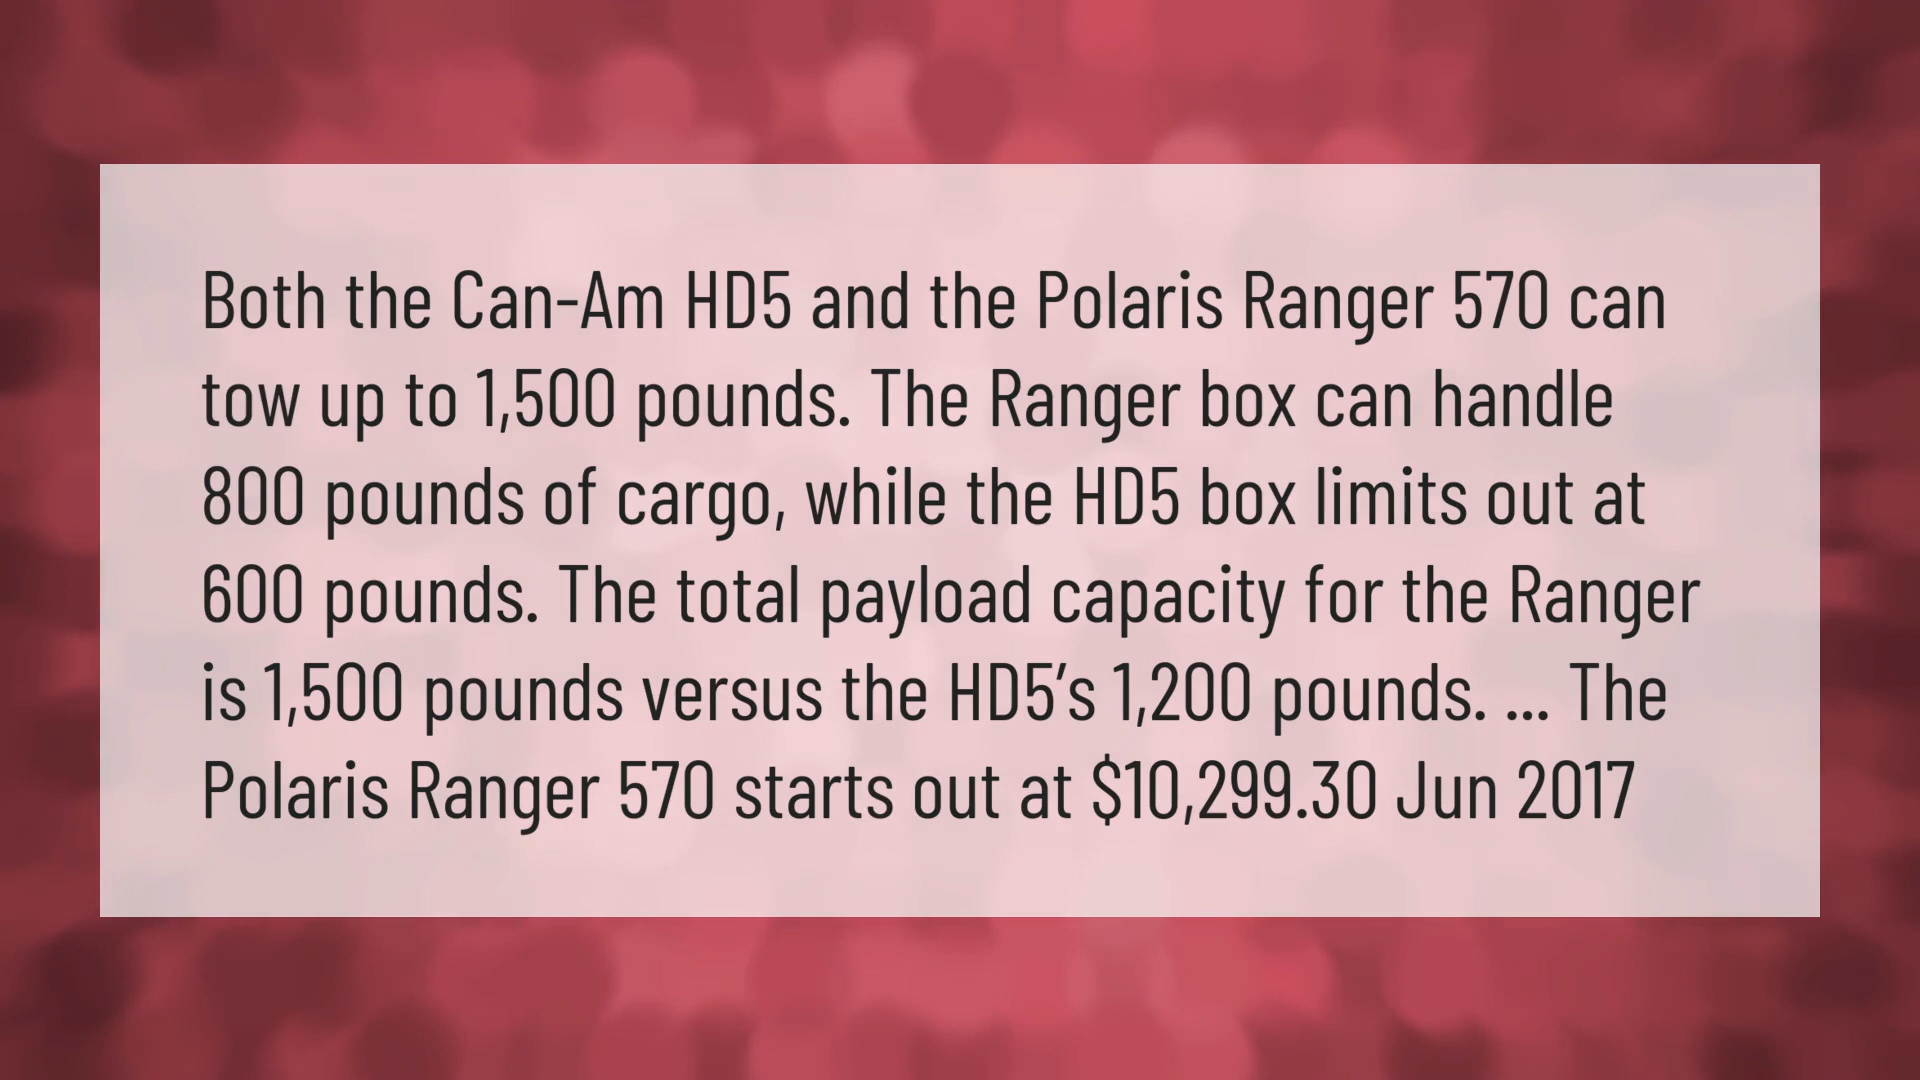 Both the Can-Am HD5 and the Polaris Ranger 570 can
tow up to 1,500 pounds. The Ranger box can handle
800 pounds of cargo, while the HD5 box limits out at
600 pounds. The total payload capacity for the Ranger
is 1,500 pounds versus the HD5’s 1,200 pounds. ... The
Polaris Ranger 570 starts out at $10,299.30 Jun 2017